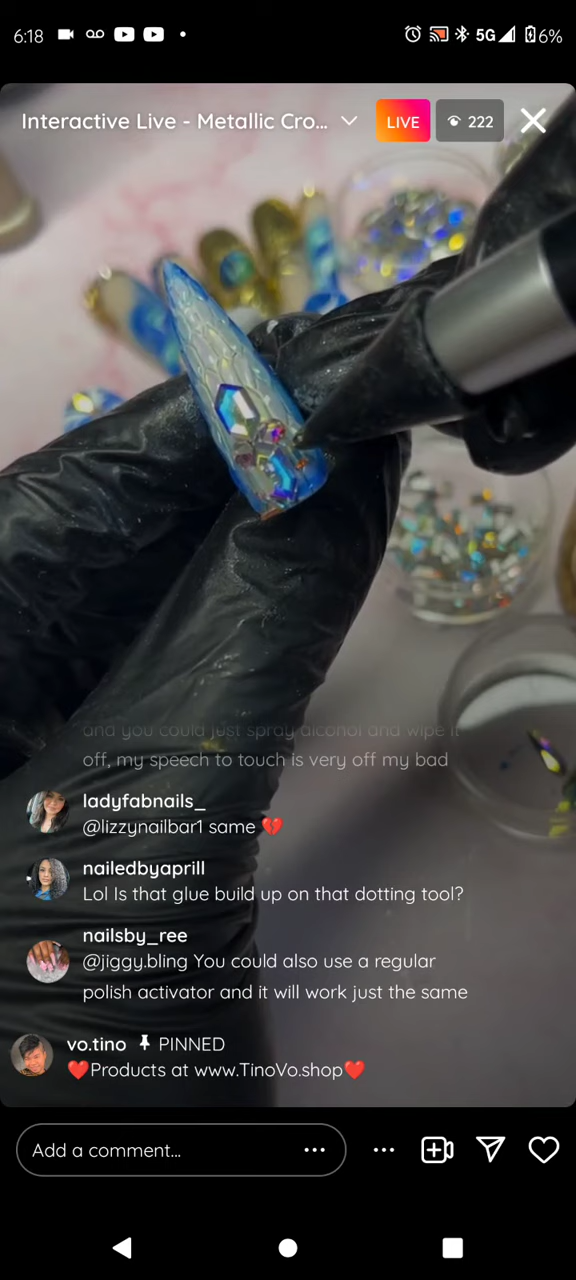 6:18
5G
6%
Interactive Live - Metallic Cro...
LIVE
222
and you could just spray alcohol and wipe it
off, my speech to touch is very off my bad
ladyfabnails_
@lizzynailbar1 same 💔
nailedbyaprill
Lol Is that glue build up on that dotting tool?
nailsby_ree
@jiggy.bling You could also use a regular
polish activator and it will work just the same
vo.tino 📌 PINNED
❤️Products at www.TinoVo.shop❤️
Add a comment...